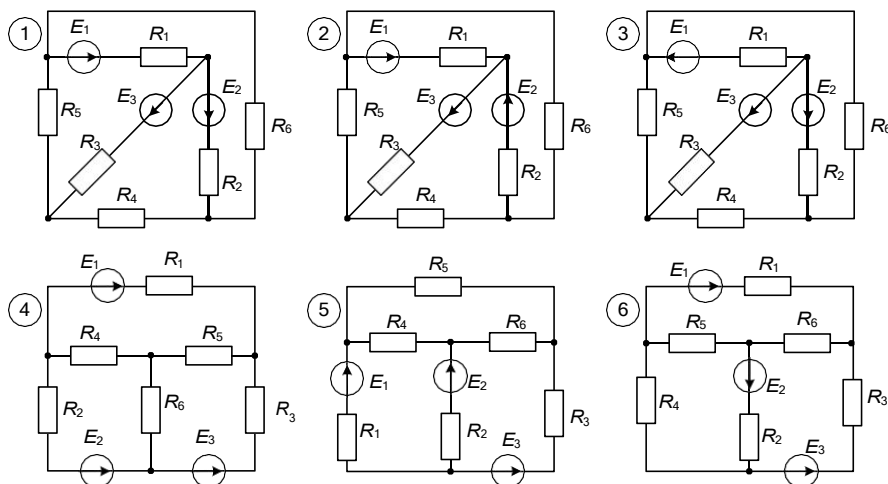 1 E1 R1
R5 E3 E2
R3 R6
R4 R2
2 E1 R1
R5 E3 E2
R3 R6
R4 R2
3 E1 R1
R5 E3 E2
R3 R6
R4 R2
4 E1 R1
R4 R5
R2 R6 R3
E2 E3
5 R5
R4 R6
E1 E2
R1 R2 R3
E3
6 E1 R1
R5 R6
R4 E2 R3
R2 E3